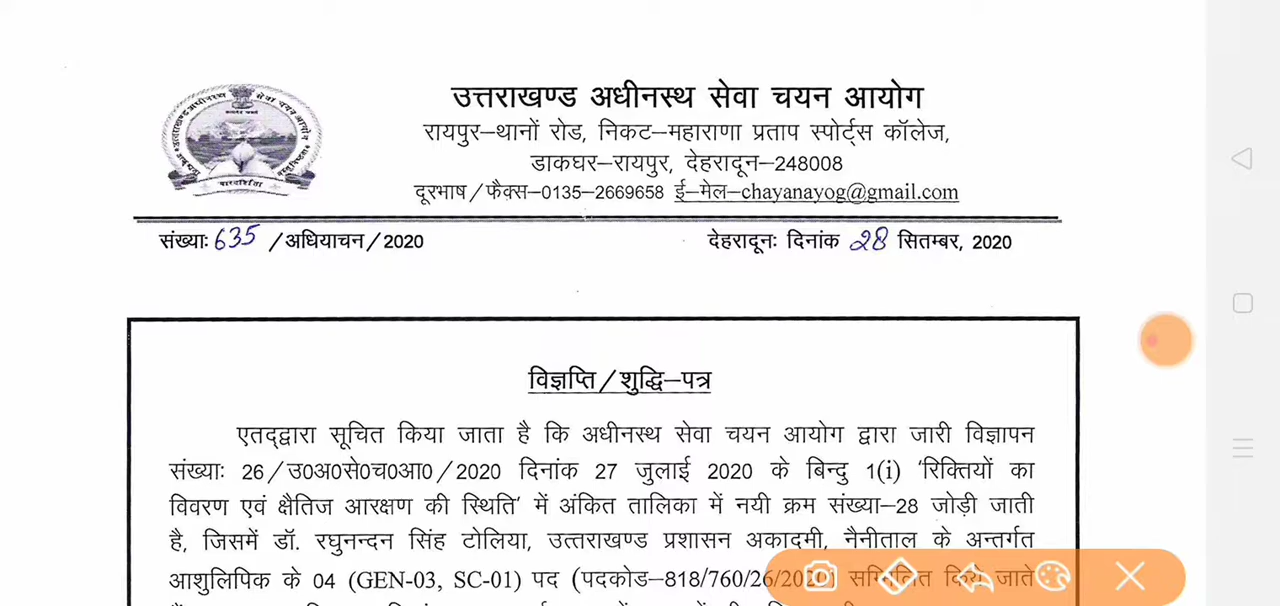 उत्तराखण्ड अधीनस्थ सेवा चयन आयोग
रायपुर–थानों रोड, निकट–महाराणा प्रताप स्पोर्ट्स कॉलेज,
डाकघर–रायपुर, देहरादून–248008
दूरभाष/फैक्स–0135–2669658 ई–मेल–chayanayog@gmail.com
संख्याः 635 /अधियाचन/2020 देहरादूनः दिनांक 28 सितम्बर, 2020
पारदर्शिता
विज्ञप्ति/शुद्धि–पत्र
एतद्द्वारा सूचित किया जाता है कि अधीनस्थ सेवा चयन आयोग द्वारा जारी विज्ञापन
संख्याः 26/उ0अ0से0च0आ0/2020 दिनांक 27 जुलाई 2020 के बिन्दु 1(i) 'रिक्तियों का
विवरण एवं क्षैतिज आरक्षण की स्थिति' में अंकित तालिका में नयी क्रम संख्या–28 जोड़ी जाती
है, जिसमें डॉ. रघुनन्दन सिंह टोलिया, उत्तराखण्ड प्रशासन अकादमी, नैनीताल के अन्तर्गत
आशुलिपिक के 04 (GEN-03, SC-01) पद (पदकोड–818/760/26/2020) सम्मिलित किये जाते